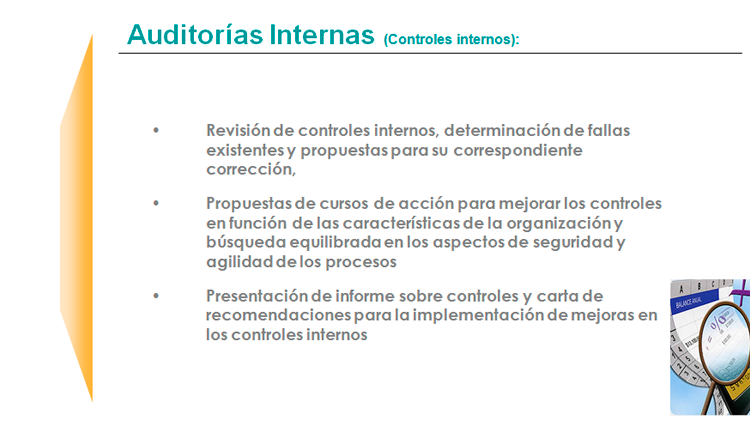 Auditorías Internas (Controles internos):
• Revisión de controles internos, determinación de fallas
existentes y propuestas para su correspondiente
corrección,
• Propuestas de cursos de acción para mejorar los controles
en función de las características de la organización y
búsqueda equilibrada en los aspectos de seguridad y
agilidad de los procesos
• Presentación de informe sobre controles y carta de
recomendaciones para la implementación de mejoras en
los controles internos
A B C
BALANCE ANUAL
%